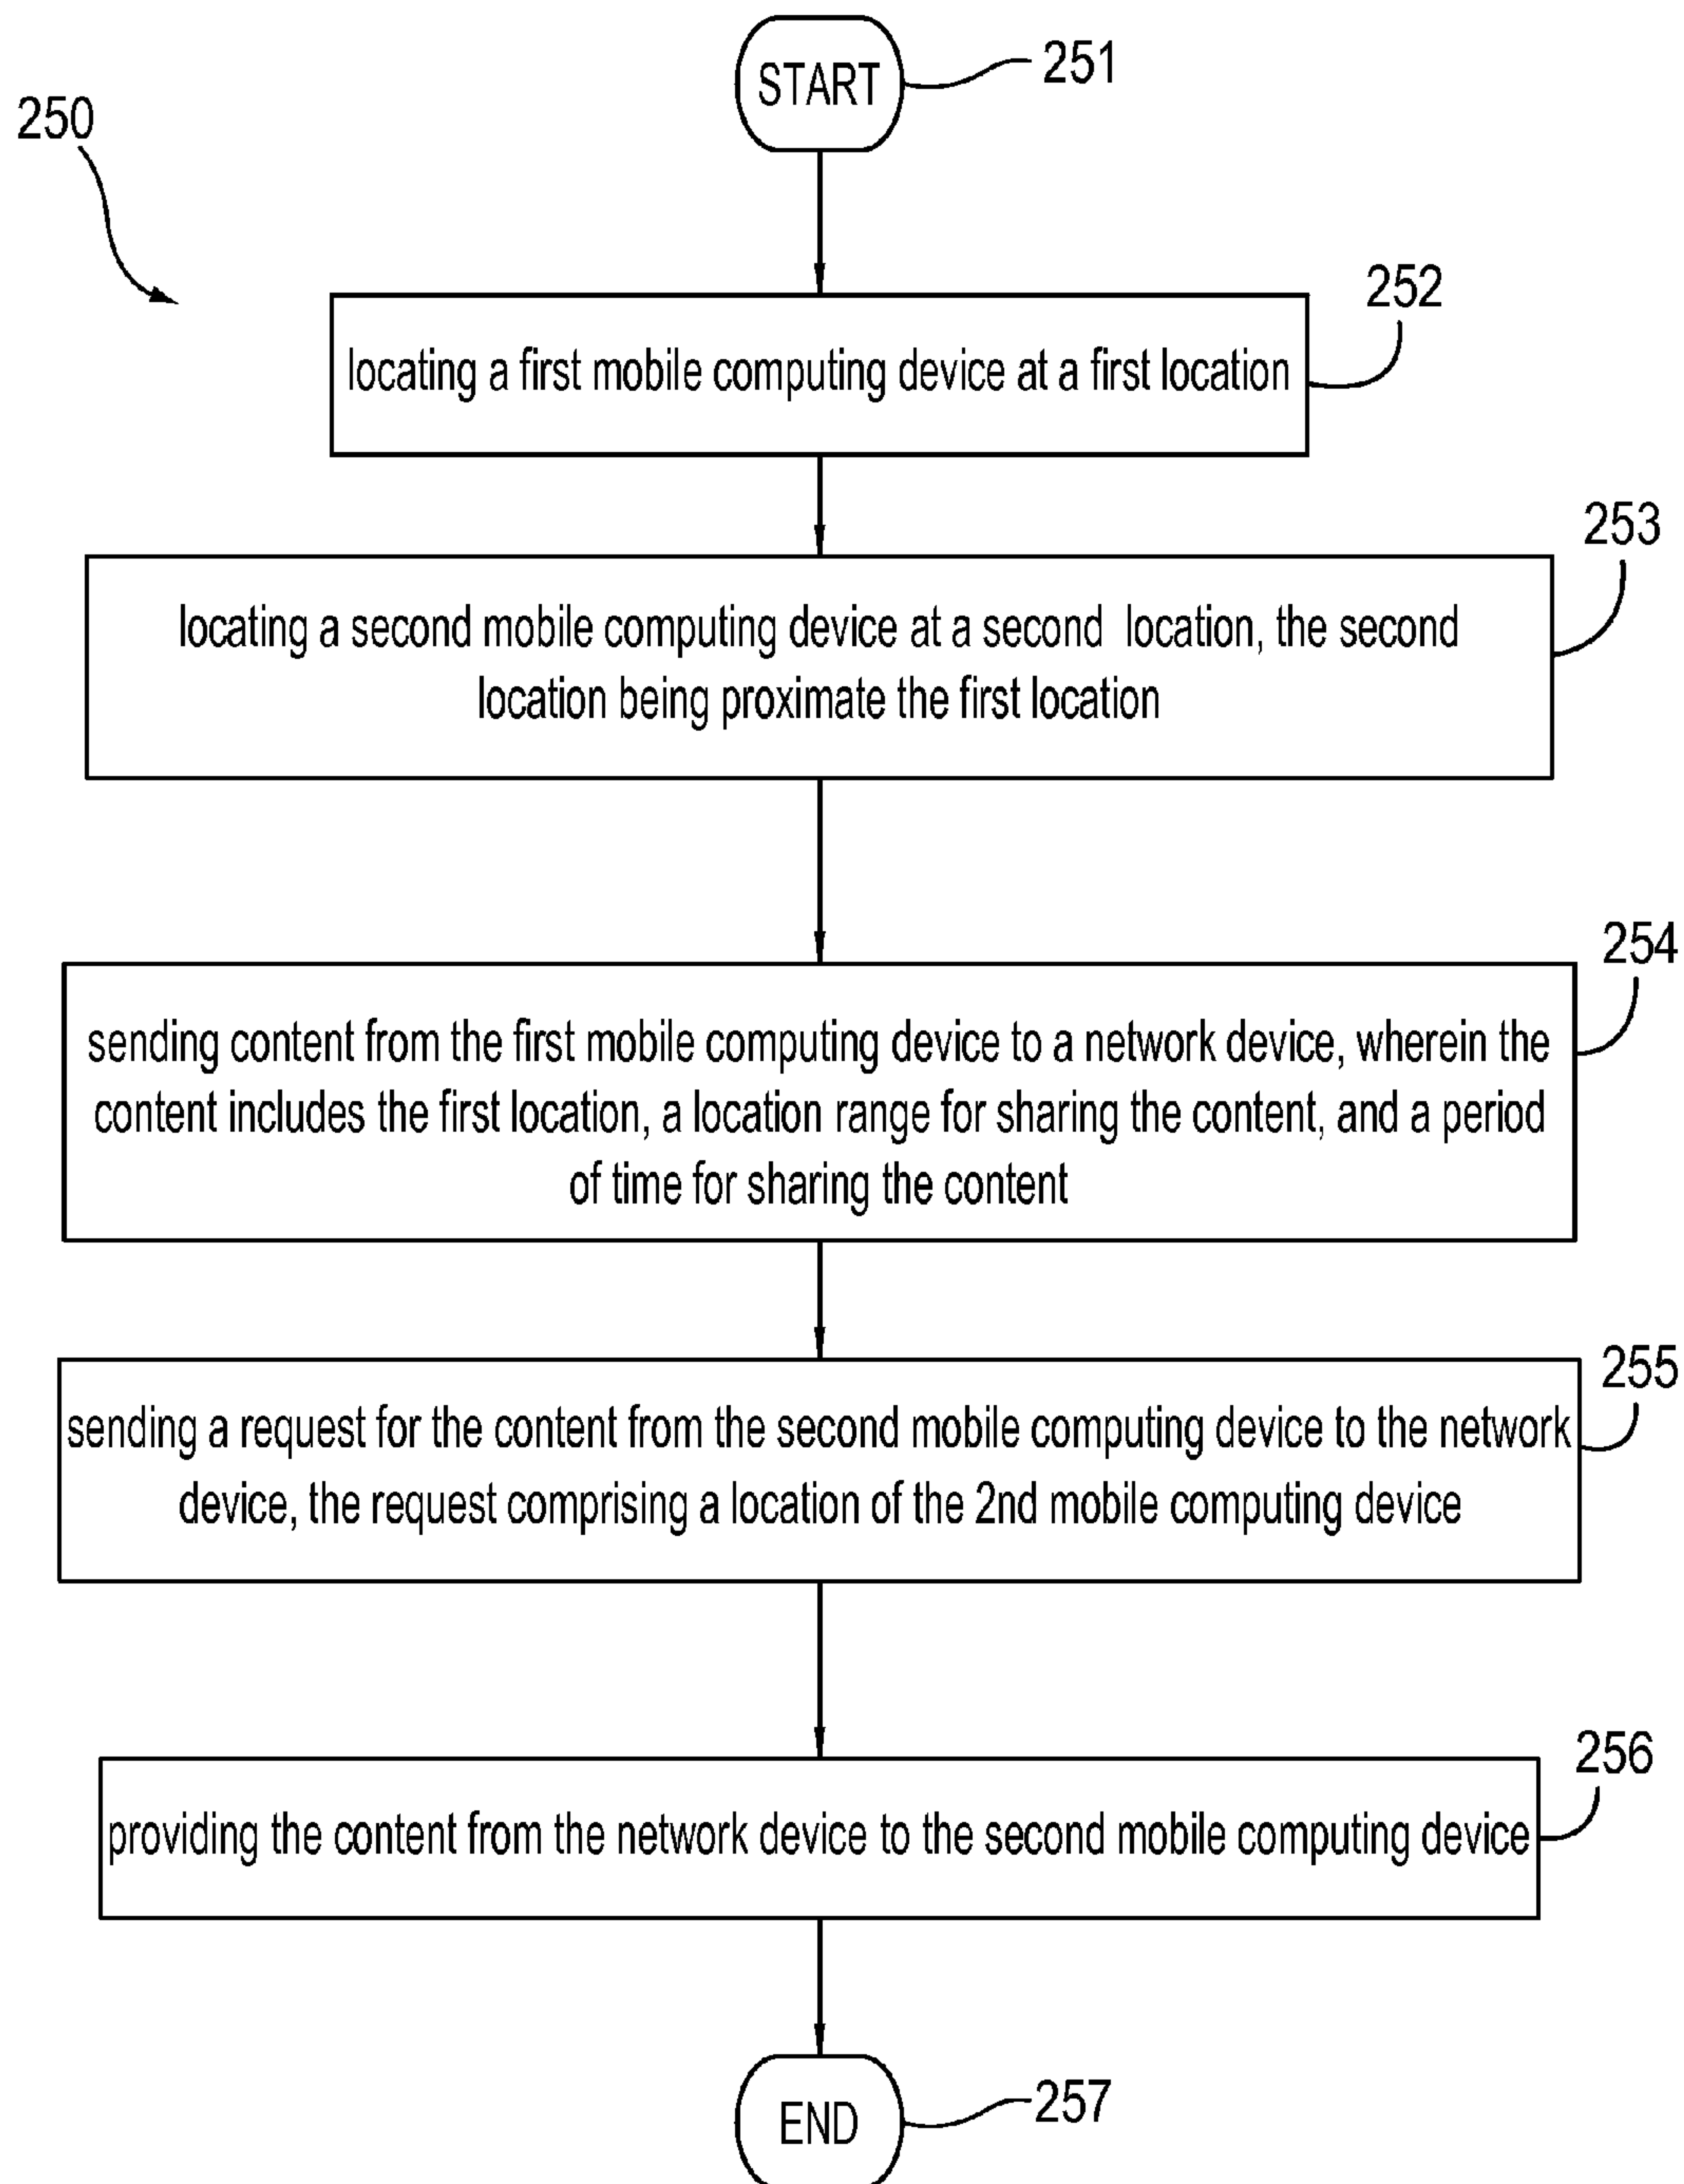 START
251
250
252
locating a first mobile computing device at a first location
253
locating a second mobile computing device at a second location, the second
location being proximate the first location
254
sending content from the first mobile computing device to a network device, wherein the
content includes the first location, a location range for sharing the content, and a period
of time for sharing the content
255
sending a request for the content from the second mobile computing device to the network
device, the request comprising a location of the 2nd mobile computing device
256
providing the content from the network device to the second mobile computing device
END
257